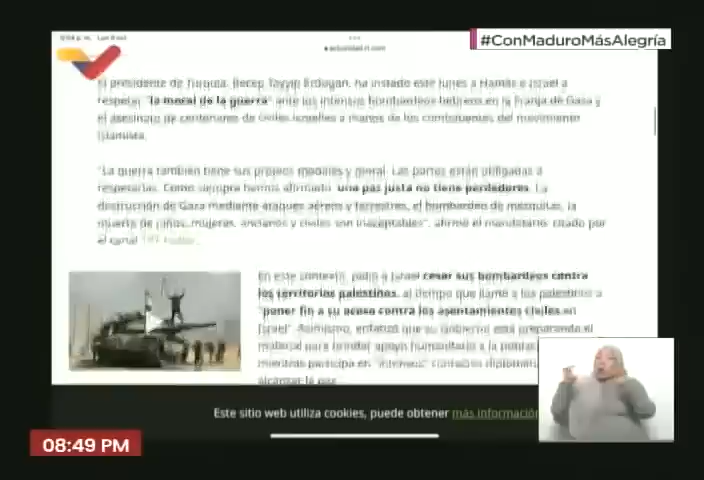 #ConMaduroMásAlegría
actualidad.rt.com
El presidente de Turquía, Recep Tayyip Erdogan, ha instado este lunes a Hamás e Israel a
respetar "la moral de la guerra" ante los intensos bombardeos hebreos en la Franja de Gaza y
el asesinato de centenares de civiles israelíes a manos de los combatientes del movimiento
islamista.
"La guerra también tiene sus propios modales y moral. Las partes están obligadas a
respetarlas. Como siempre hemos afirmado, una paz justa no tiene perdedores. La
destrucción de Gaza mediante ataques aéreos y terrestres, el bombardeo de mezquitas, la
muerte de niños, mujeres, ancianos y civiles son inaceptables", afirmó el mandatario, citado por
el canal
En este contexto, pidió a Israel cesar sus bombardeos contra
los territorios palestinos, al tiempo que llamó a los palestinos a
"poner fin a su acoso contra los asentamientos civiles en
Israel". Asimismo, enfatizó que su Gobierno está preparando el
material para brindar apoyo humanitario a la
mientras participa en "intensos" contactos
alcanzar la paz
Este sitio web utiliza cookies, puede obtener más información
08:49 PM